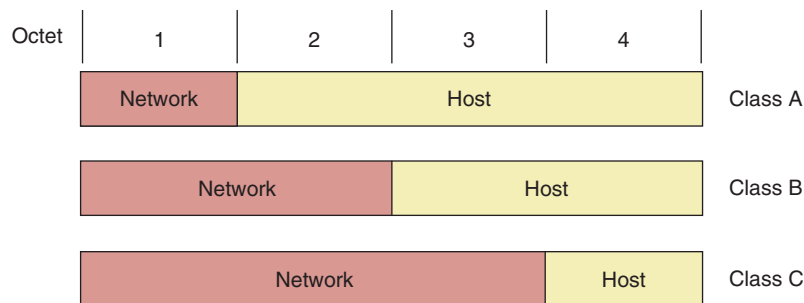 Octet 1 2 3 4
Network Host Class A
Network Host Class B
Network Host Class C